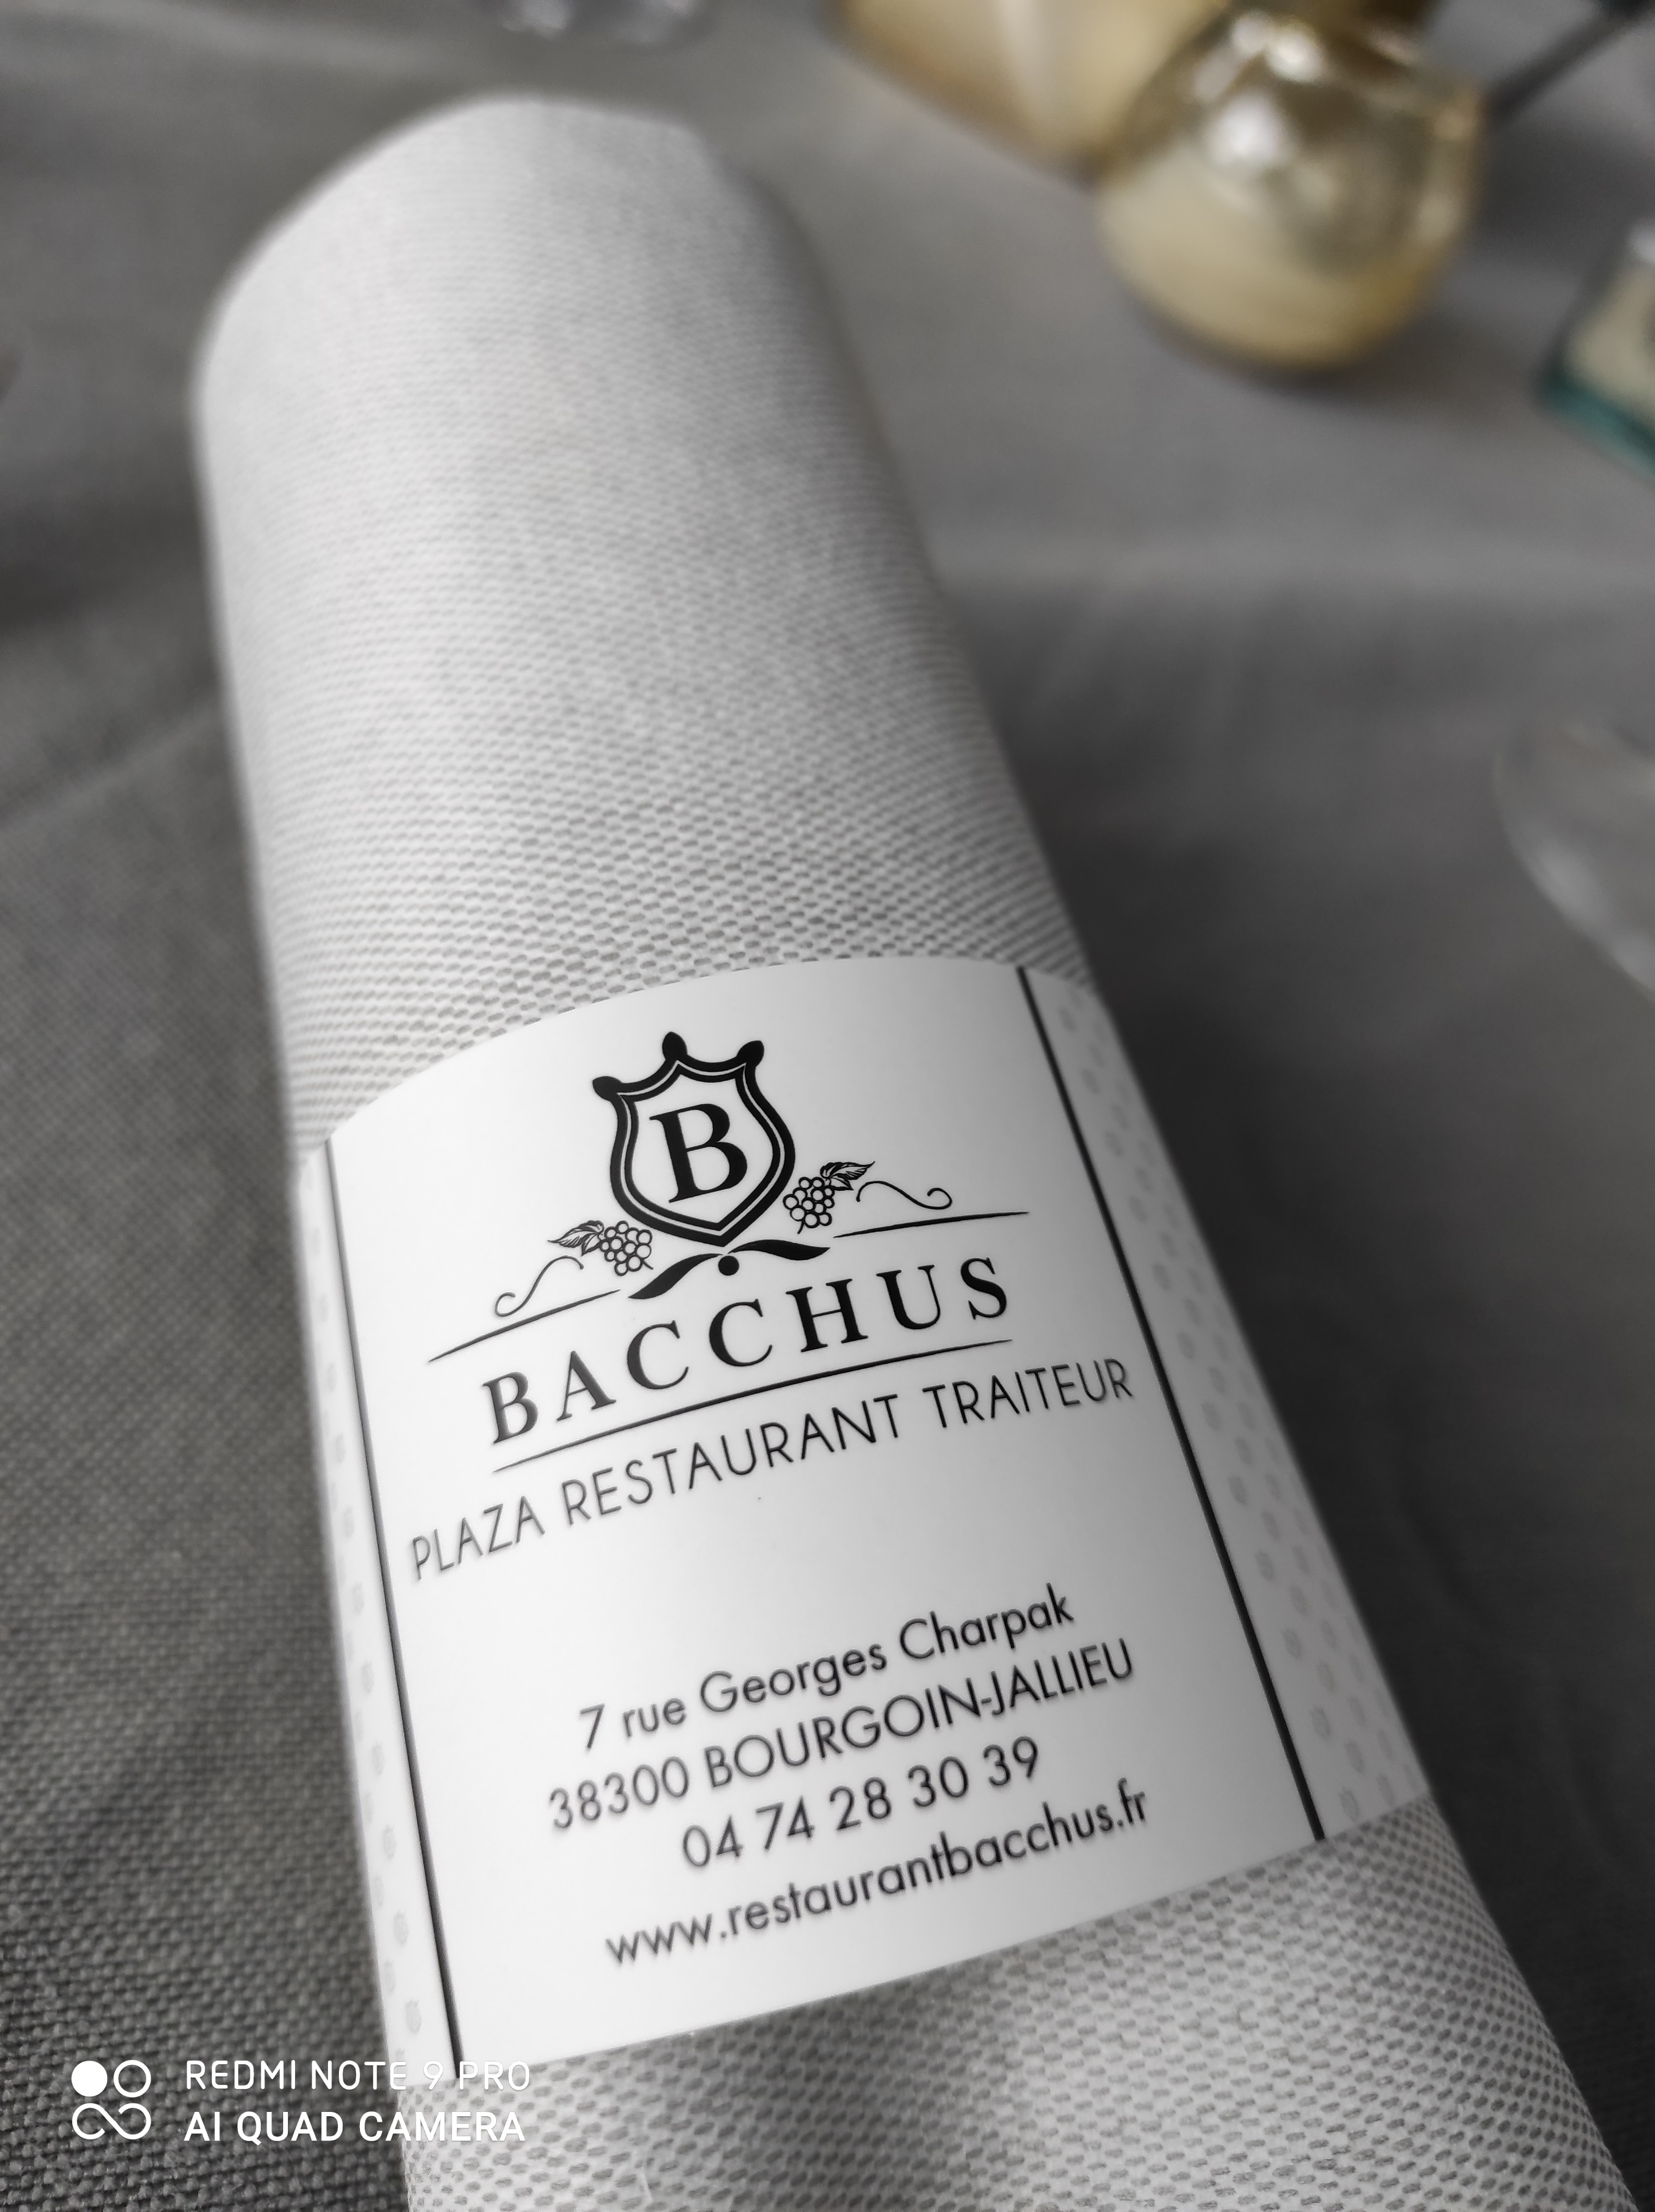 B
BACCHUS
PLAZA RESTAURANT TRAITEUR
7 rue Georges Charpak
38300 BOURGOIN-JALLIEU
04 74 28 30 39
www.restaurantbacchus.fr
REDMI NOTE 9 PRO
AI QUAD CAMERA